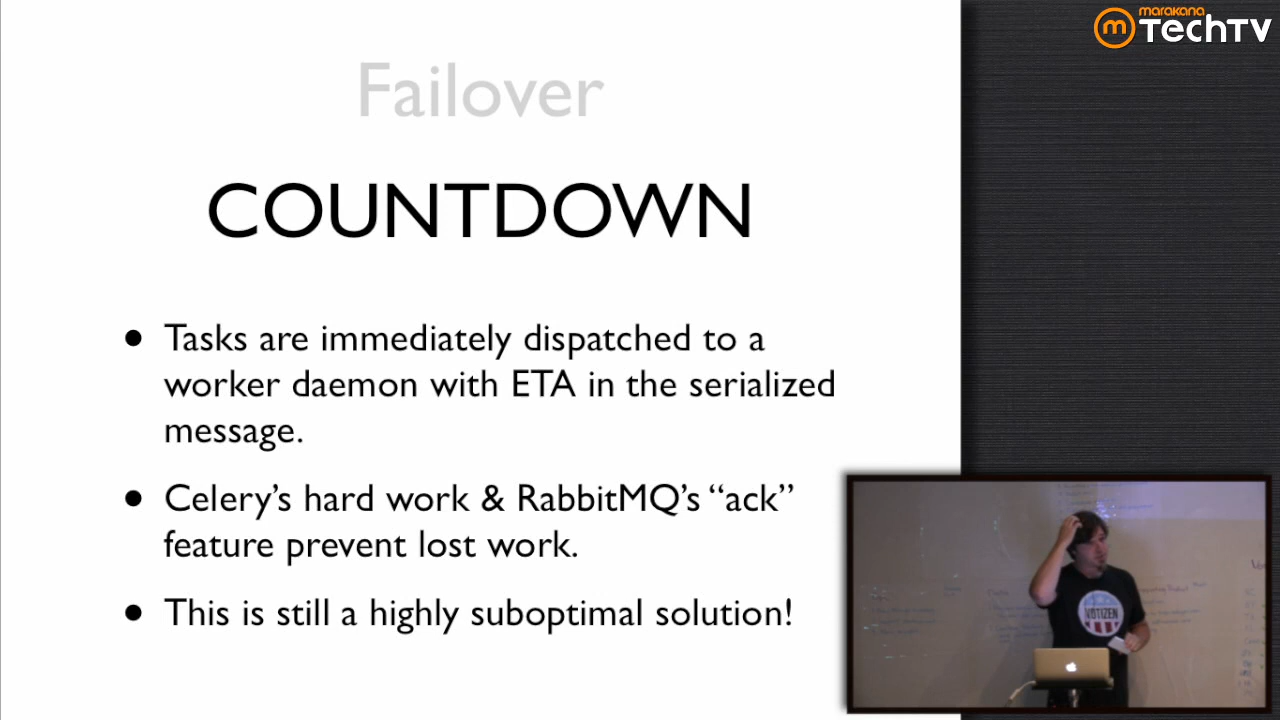 marakana
TechTV
Failover
COUNTDOWN
• Tasks are immediately dispatched to a
worker daemon with ETA in the serialized
message.
• Celery’s hard work & RabbitMQ’s “ack”
feature prevent lost work.
• This is still a highly suboptimal solution!
VOTIZEN